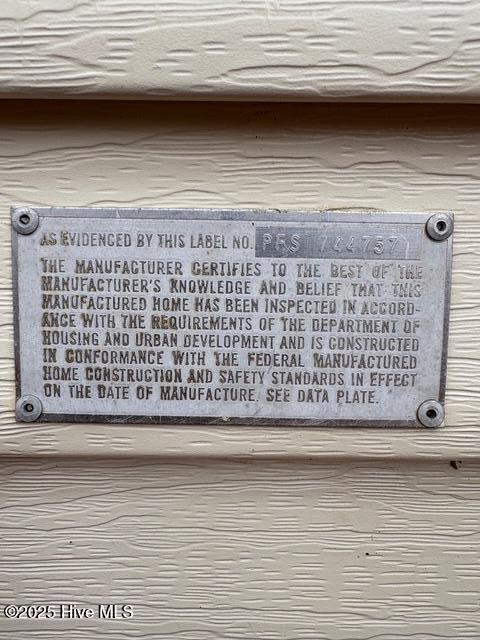 AS EVIDENCED BY THIS LABEL NO. PFS 744757
THE MANUFACTURER CERTIFIES TO THE BEST OF THE
MANUFACTURER'S KNOWLEDGE AND BELIEF THAT THIS
MANUFACTURED HOME HAS BEEN INSPECTED IN ACCORD-
ANCE WITH THE REQUIREMENTS OF THE DEPARTMENT OF
HOUSING AND URBAN DEVELOPMENT AND IS CONSTRUCTED
IN CONFORMANCE WITH THE FEDERAL MANUFACTURED
HOME CONSTRUCTION AND SAFETY STANDARDS IN EFFECT
ON THE DATE OF MANUFACTURE. SEE DATA PLATE.
©2025 Hive MLS